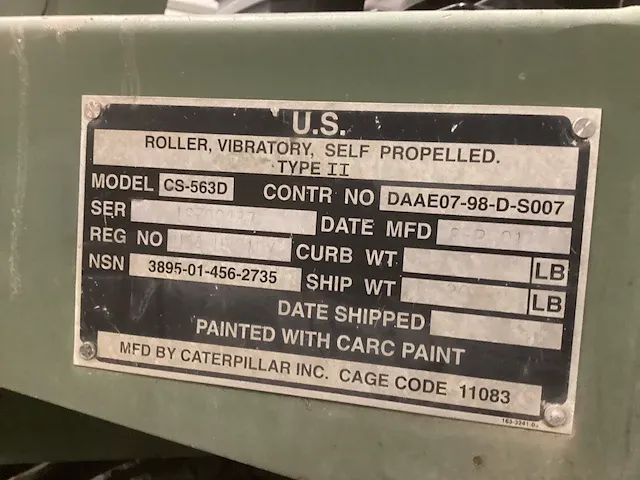 U.S.
ROLLER, VIBRATORY, SELF PROPELLED.
TYPE II
MODEL CS-563D CONTR NO DAAE07-98-D-S007
SER DATE MFD
REG NO CURB WT LB
NSN 3895-01-456-2735 SHIP WT LB
DATE SHIPPED
PAINTED WITH CARC PAINT
MFD BY CATERPILLAR INC. CAGE CODE 11083